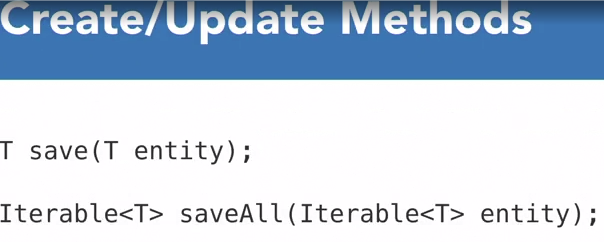 Create/Update Methods
T save(T entity);
Iterable<T> saveAll(Iterable<T> entity);